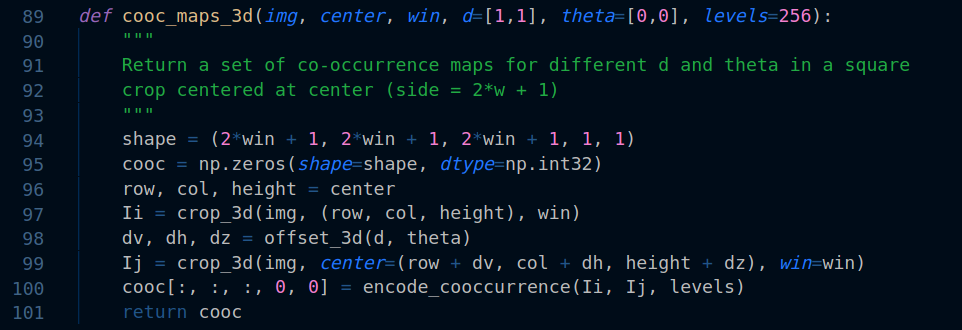 89 def cooc_maps_3d(img, center, win, d=[1,1], theta=[0,0], levels=256):
90     """
91     Return a set of co-occurrence maps for different d and theta in a square
92     crop centered at center (side = 2*w + 1)
93     """
94     shape = (2*win + 1, 2*win + 1, 2*win + 1, 1, 1)
95     cooc = np.zeros(shape=shape, dtype=np.int32)
96     row, col, height = center
97     Ii = crop_3d(img, (row, col, height), win)
98     dv, dh, dz = offset_3d(d, theta)
99     Ij = crop_3d(img, center=(row + dv, col + dh, height + dz), win=win)
100     cooc[:, :, :, 0, 0] = encode_cooccurrence(Ii, Ij, levels)
101     return cooc